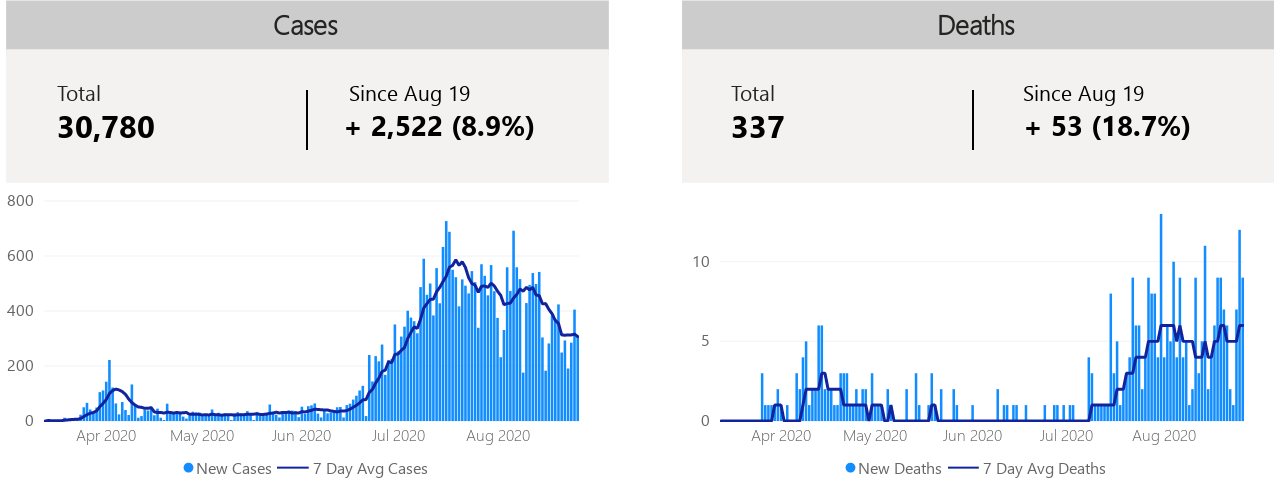 Cases
Total
30,780
Since Aug 19
+ 2,522 (8.9%)
800
600
400
200
0
Apr 2020 May 2020 Jun 2020 Jul 2020 Aug 2020
New Cases 7 Day Avg Cases
Deaths
Total
337
Since Aug 19
+ 53 (18.7%)
10
5
0
Apr 2020 May 2020 Jun 2020 Jul 2020 Aug 2020
New Deaths 7 Day Avg Deaths